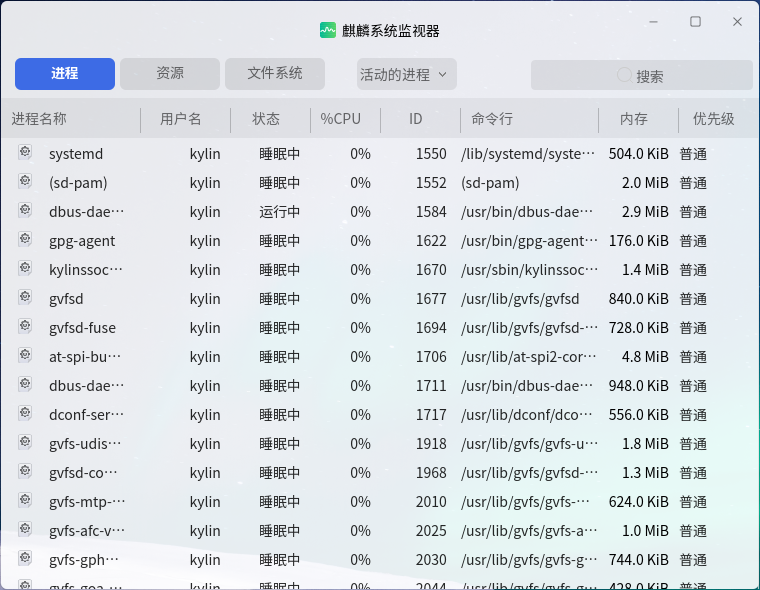 麒麟系统监视器
进程 资源 文件系统 活动的进程 搜索
进程名称 用户名 状态 %CPU ID 命令行 内存 优先级
systemd kylin 睡眠中 0% 1550 /lib/systemd/syste··· 504.0 KiB 普通
(sd-pam) kylin 睡眠中 0% 1552 (sd-pam) 2.0 MiB 普通
dbus-dae··· kylin 运行中 0% 1584 /usr/bin/dbus-dae··· 2.9 MiB 普通
gpg-agent kylin 睡眠中 0% 1622 /usr/bin/gpg-agent··· 176.0 KiB 普通
kylinssoc··· kylin 睡眠中 0% 1670 /usr/sbin/kylinssoc··· 1.4 MiB 普通
gvfsd kylin 睡眠中 0% 1677 /usr/lib/gvfs/gvfsd 840.0 KiB 普通
gvfsd-fuse kylin 睡眠中 0% 1694 /usr/lib/gvfs/gvfsd-··· 728.0 KiB 普通
at-spi-bu··· kylin 睡眠中 0% 1706 /usr/lib/at-spi2-cor··· 4.8 MiB 普通
dbus-dae··· kylin 睡眠中 0% 1711 /usr/bin/dbus-dae··· 948.0 KiB 普通
dconf-ser··· kylin 睡眠中 0% 1717 /usr/lib/dconf/dco··· 556.0 KiB 普通
gvfs-udis··· kylin 睡眠中 0% 1918 /usr/lib/gvfs/gvfs-u··· 1.8 MiB 普通
gvfsd-co··· kylin 睡眠中 0% 1968 /usr/lib/gvfs/gvfsd-··· 1.3 MiB 普通
gvfs-mtp-··· kylin 睡眠中 0% 2010 /usr/lib/gvfs/gvfs-··· 624.0 KiB 普通
gvfs-afc-v··· kylin 睡眠中 0% 2025 /usr/lib/gvfs/gvfs-a··· 1.0 MiB 普通
gvfs-gph··· kylin 睡眠中 0% 2030 /usr/lib/gvfs/gvfs-g··· 744.0 KiB 普通
gvfs-goa-··· kylin 睡眠中 0% 2044 /usr/lib/gvfs/gvfs-g··· 428.0 KiB 普通